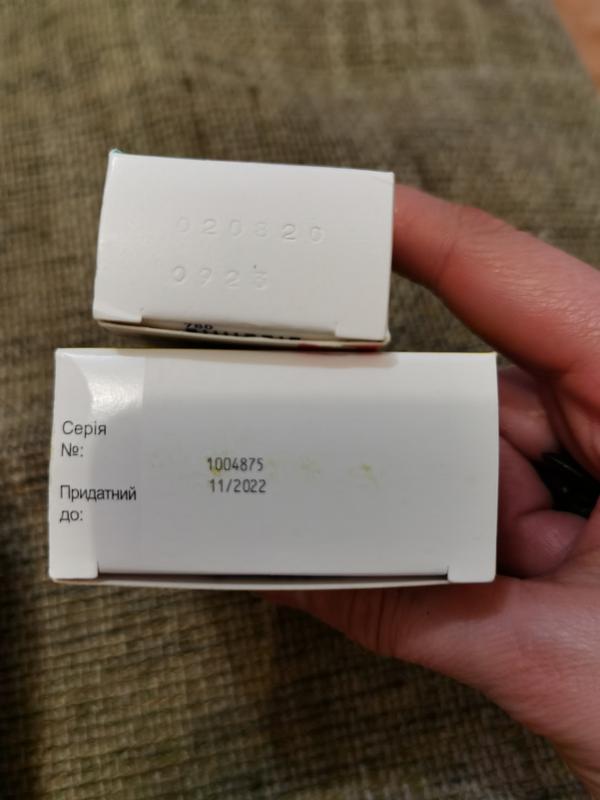 020820
0923
Серія
№:
1004875
11/2022
Придатний
до: